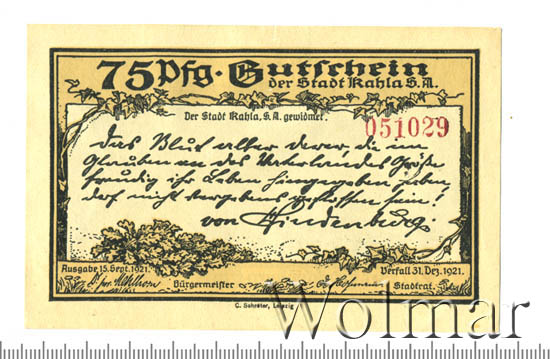 75 Pfg. Gutschein
der Stadt Kahla S.A.
Der Stadt Kahla, S.A. gewidmet.
051029
Das Blut aller derer die im
Glauben an des Vaterlandes Größe
freudig ihr Leben hingegeben haben,
darf nicht vergebens geflossen sein!
von Hindenburg.
Ausgabe 15. Sept. 1921.
Verfall 31. Dez. 1921.
Bürgermeister
Stadtrat.
C. Schröter, Leipzig
Wolmar